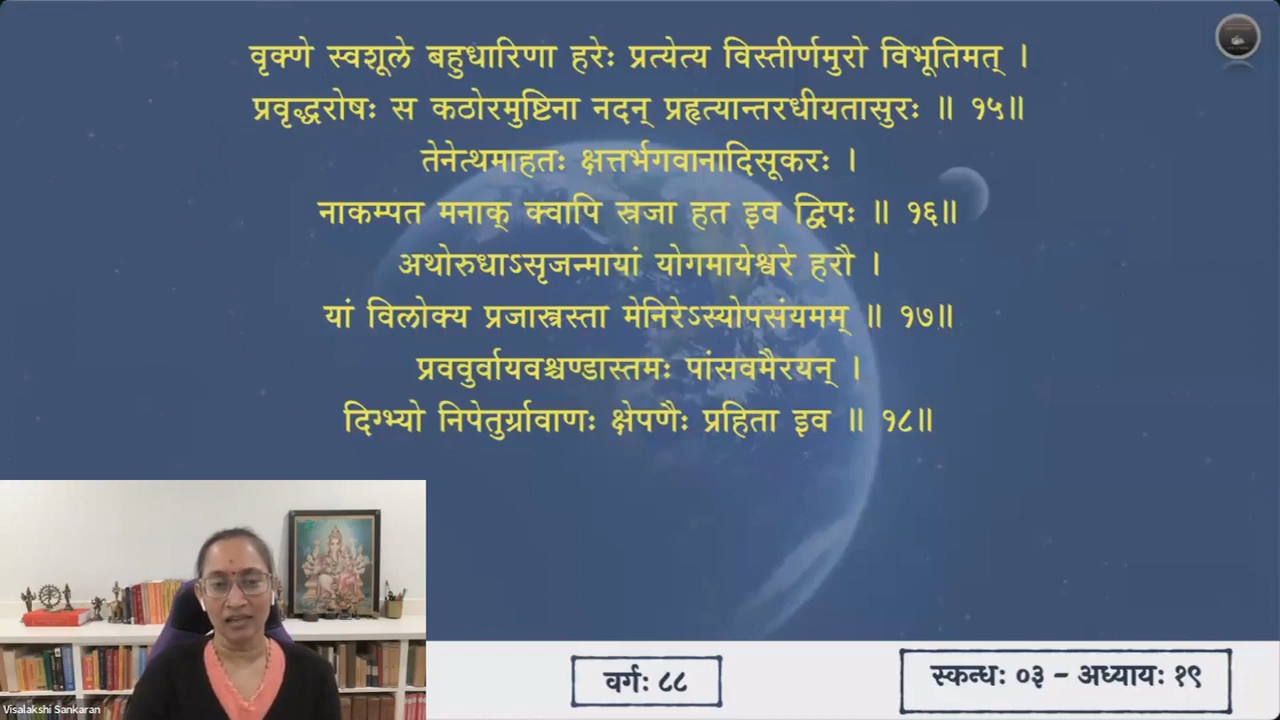 वृक्णे स्वशूले बहुधारिणा हरेः प्रत्येत्य विस्तीर्णमुरो विभूतिमत् ।
प्रवृद्धरोषः स कठोरमुष्टिना नदन् प्रहृत्यान्तरधीयतासुरः ॥ १५॥
तेनेत्थमाहतः क्षत्तर्भगवानादिसूकरः ।
नाकम्पत मनाक् क्वापि स्रजा हत इव द्विपः ॥ १६॥
अथोरुधाऽसृजन्मायां योगमायेश्वरे हरौ ।
यां विलोक्य प्रजास्त्रस्ता मेनिरेऽस्योपसंयमम् ॥ १७॥
प्रववुर्वायवश्चण्डास्तमः पांसवमैरयन् ।
दिग्भ्यो निपेतुर्ग्रावाणः क्षेपणैः प्रहिता इव ॥ १८॥
Visalakshi Sankaran
वर्गः ८८
स्कन्धः ०३ - अध्यायः १९